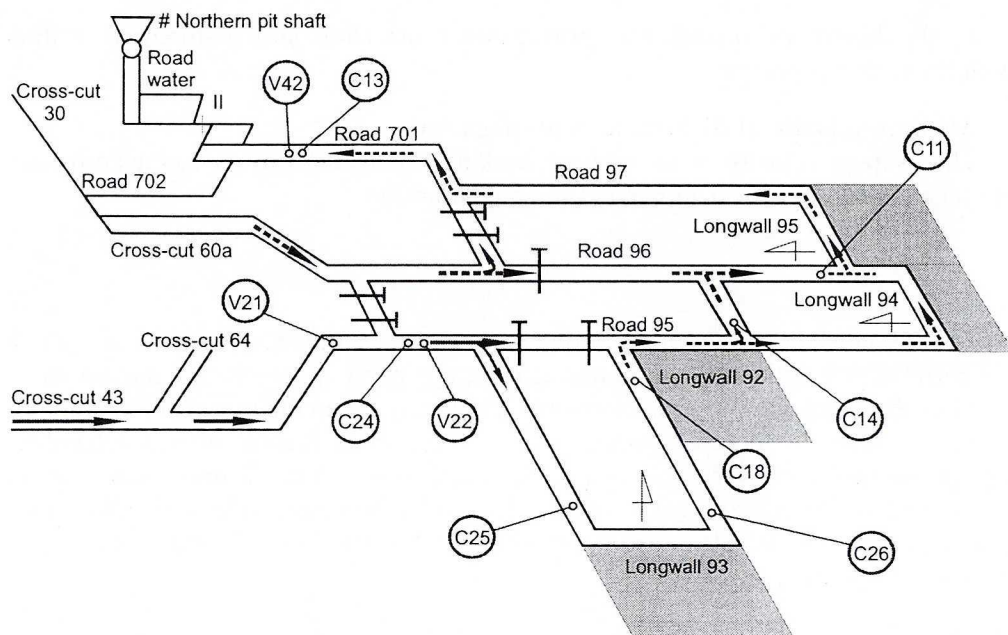 # Northern pit shaft
Road
water
Cross-cut
30
II
V42
C13
Road 701
C11
Road 702
Road 97
Longwall 95
Cross-cut 60a
Road 96
V21
Longwall 94
Cross-cut 64
Road 95
Cross-cut 43
Longwall 92
C24
V22
C14
C18
C25
C26
Longwall 93